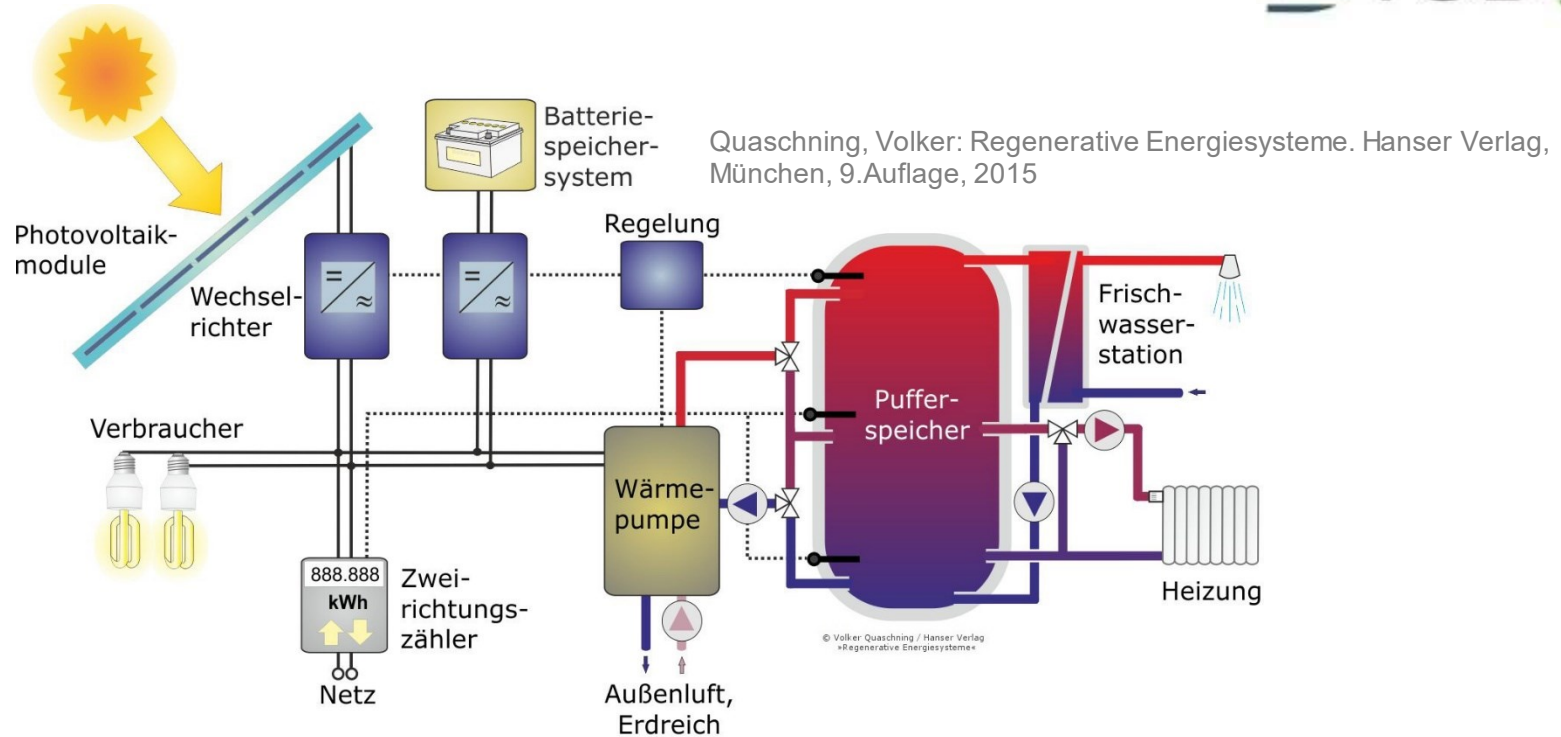 Batterie-
speicher-
system
Quaschning, Volker: Regenerative Energiesysteme. Hanser Verlag,
München, 9.Auflage, 2015
Photovoltaik-
module
Wechsel-
richter
Regelung
Frisch-
wasser-
station
Puffer-
speicher
Verbraucher
Wärme-
pumpe
888.888
kWh
Zwei-
richtungs-
zähler
Netz
Außenluft,
Erdreich
Heizung
© Volker Quaschning / Hanser Verlag
»Regenerative Energiesysteme«